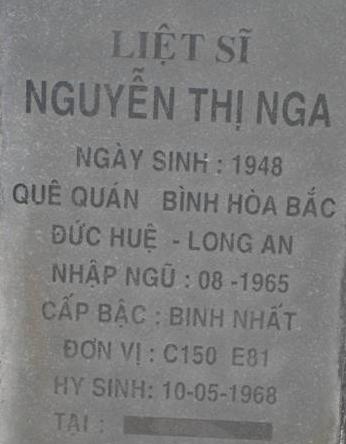 LIỆT SĨ
NGUYỄN THỊ NGA
NGÀY SINH : 1948
QUÊ QUÁN BÌNH HÒA BẮC
ĐỨC HUỆ - LONG AN
NHẬP NGŨ : 08 -1965
CẤP BẬC : BINH NHẤT
ĐƠN VỊ : C150 E81
HY SINH: 10-05-1968
TẠI :